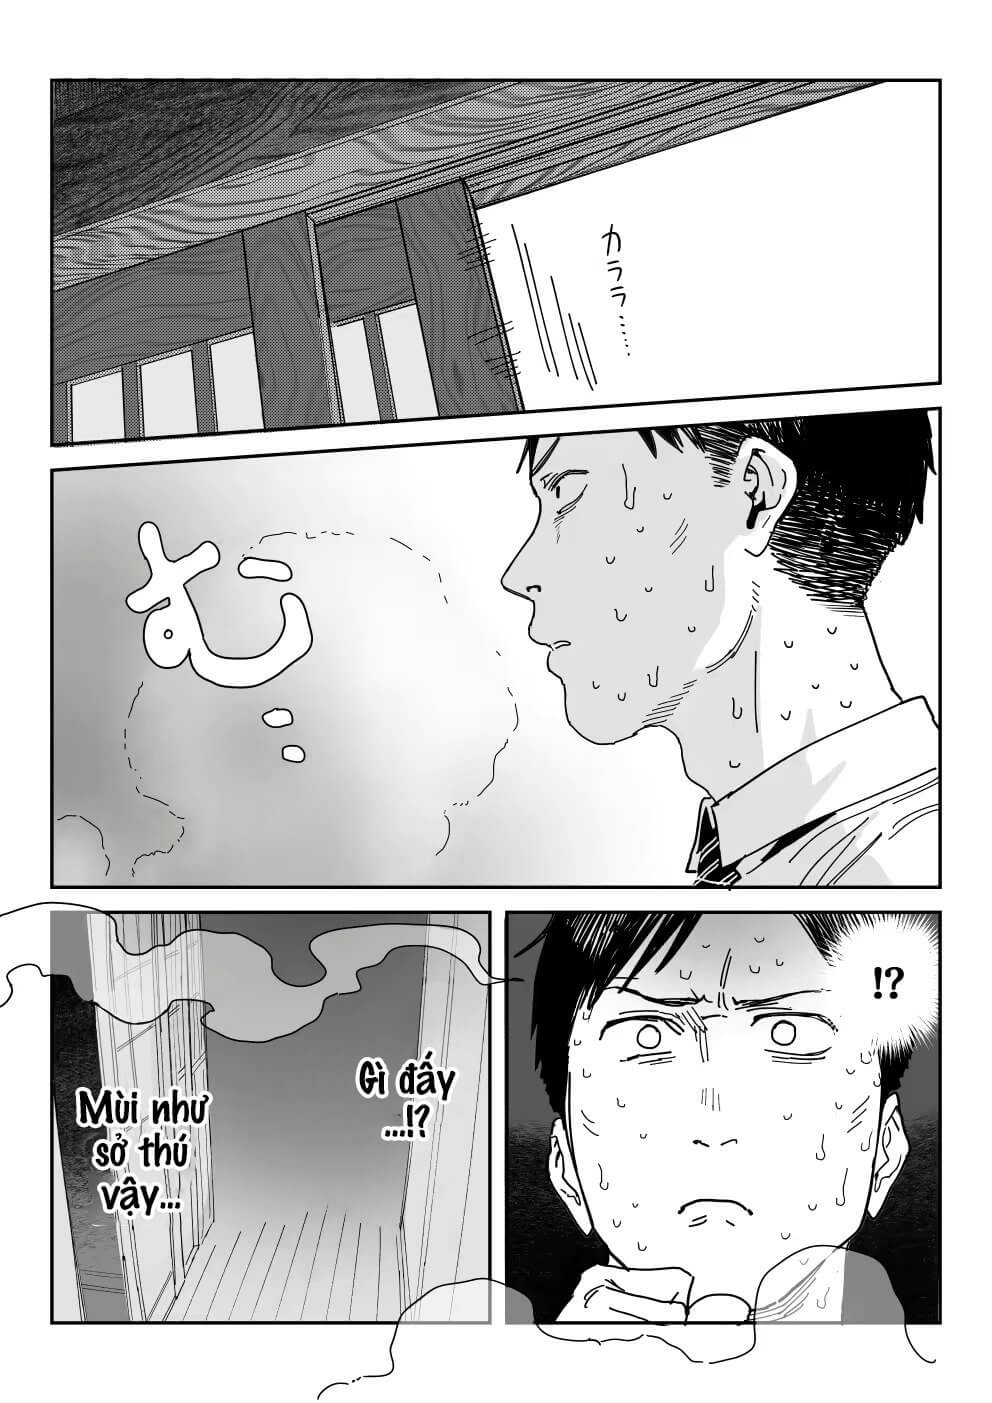 カララ……
む…
!?
Gì đấy
...!?
Mùi như
sở thú
vậy...